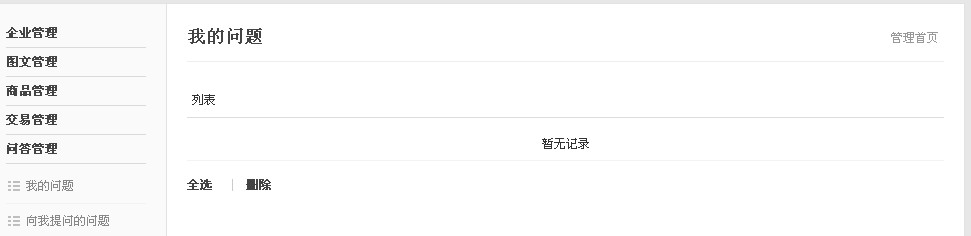 企业管理
图文管理
商品管理
交易管理
问答管理
我的问题
向我提问的问题
我的问题
管理首页
列表
暂无记录
全选 | 删除